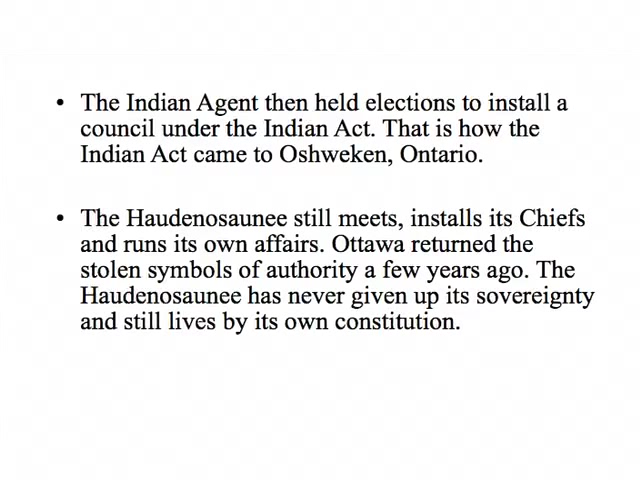 • The Indian Agent then held elections to install a
council under the Indian Act. That is how the
Indian Act came to Oshweken, Ontario.
• The Haudenosaunee still meets, installs its Chiefs
and runs its own affairs. Ottawa returned the
stolen symbols of authority a few years ago. The
Haudenosaunee has never given up its sovereignty
and still lives by its own constitution.